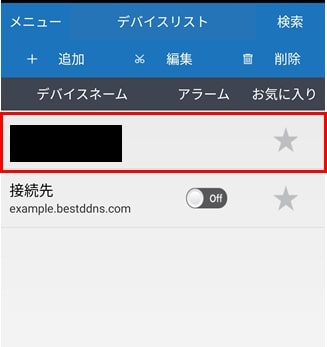 メニュー デバイスリスト 検索
＋ 追加 編集 削除
デバイスネーム アラーム お気に入り
接続先 Off
example.bestddns.com